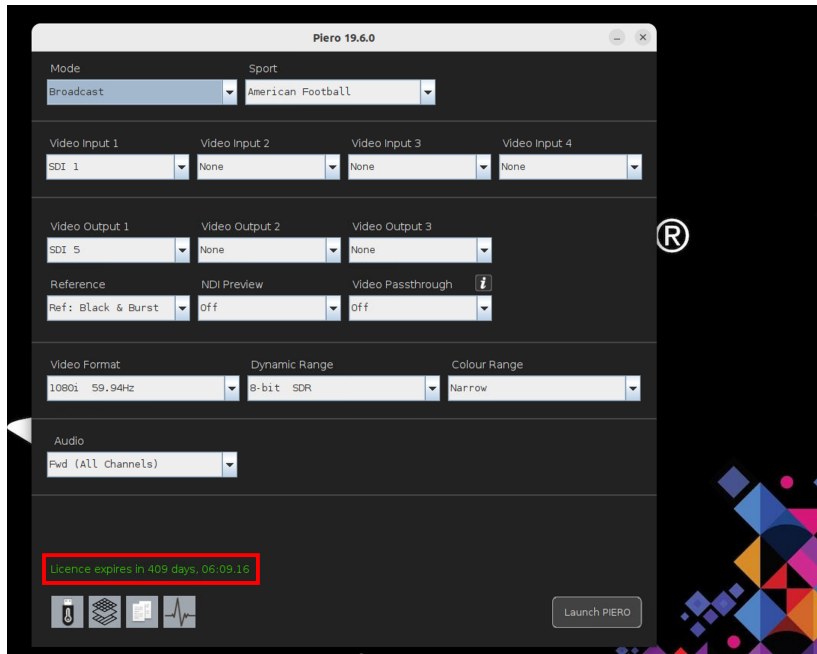 Piero 19.6.0
Mode Sport
Broadcast American Football
Video Input 1 Video Input 2 Video Input 3 Video Input 4
SDI 1 None None None
Video Output 1 Video Output 2 Video Output 3
SDI 5 None None
Reference NDI Preview Video Passthrough i
Ref: Black & Burst Off Off
Video Format Dynamic Range Colour Range
1080i 59.94Hz 8-bit SDR Narrow
Audio
Fwd (All Channels)
Licence expires in 409 days, 06:09.16
Launch PIERO
®